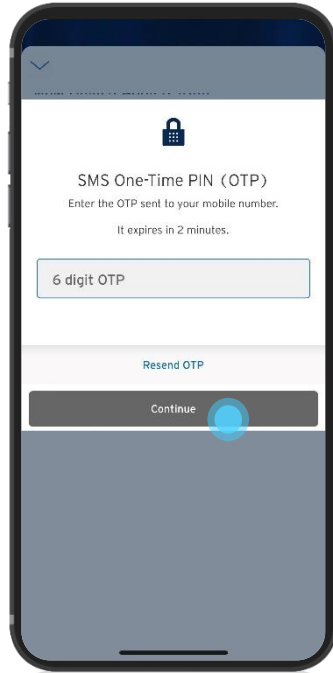 SMS One-Time PIN (OTP)
Enter the OTP sent to your mobile number.
It expires in 2 minutes.
6 digit OTP
Resend OTP
Continue